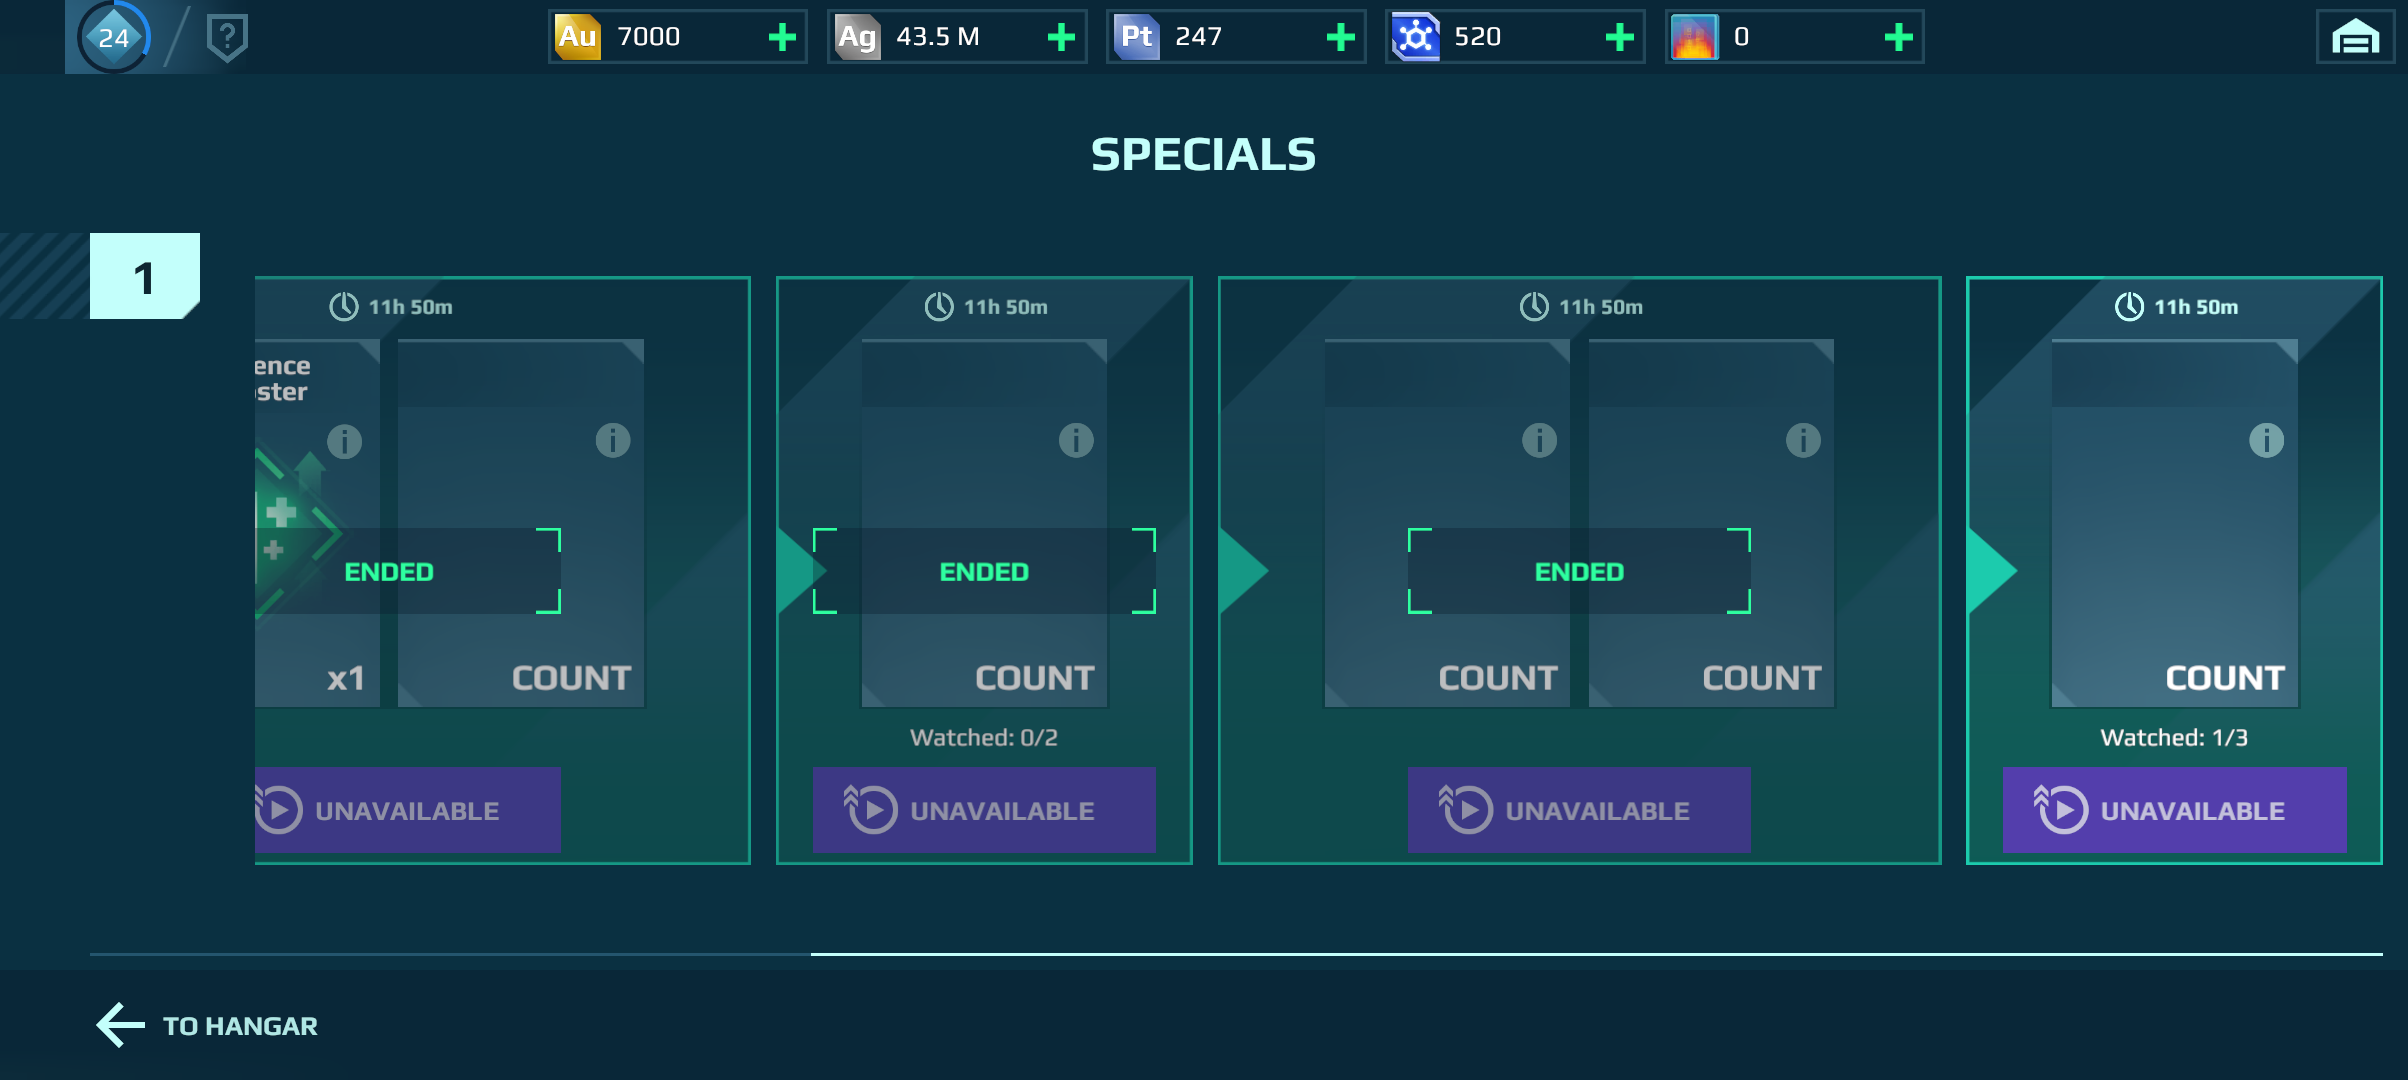 24
?
Au 7000
Ag 43.5 M
Pt 247
520
0
SPECIALS
1
11h 50m
ence
ster
x1
COUNT
ENDED
UNAVAILABLE
11h 50m
ENDED
COUNT
Watched: 0/2
UNAVAILABLE
11h 50m
ENDED
COUNT
COUNT
UNAVAILABLE
11h 50m
COUNT
Watched: 1/3
UNAVAILABLE
TO HANGAR